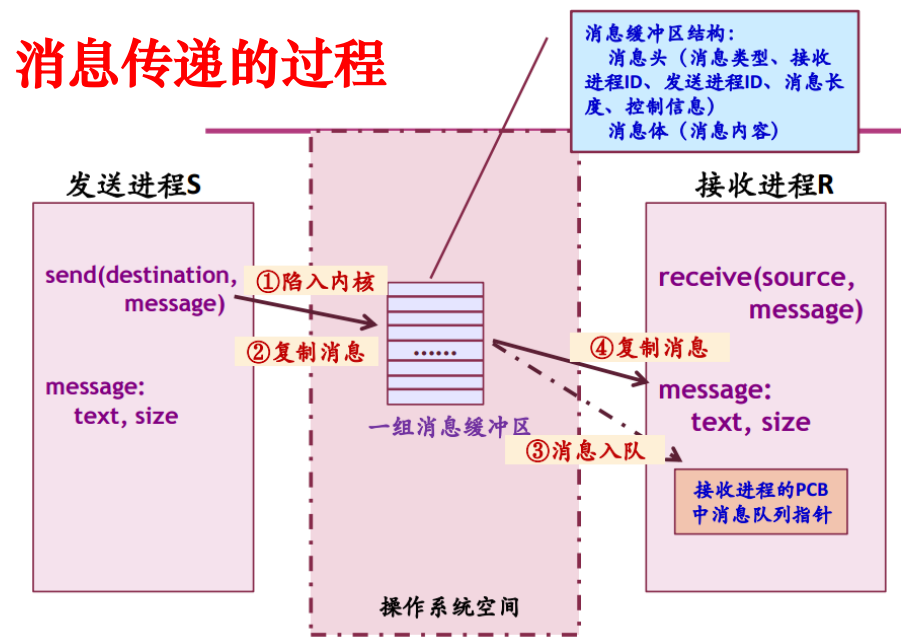 消息传递的过程
消息缓冲区结构：
消息头（消息类型、接收
进程ID、发送进程ID、消息长
度、控制信息）
消息体（消息内容）
发送进程S
接收进程R
send(destination,
message)
①陷入内核
②复制消息
message:
text, size
……
一组消息缓冲区
receive(source,
message)
④复制消息
message:
text, size
③消息入队
接收进程的PCB
中消息队列指针
操作系统空间